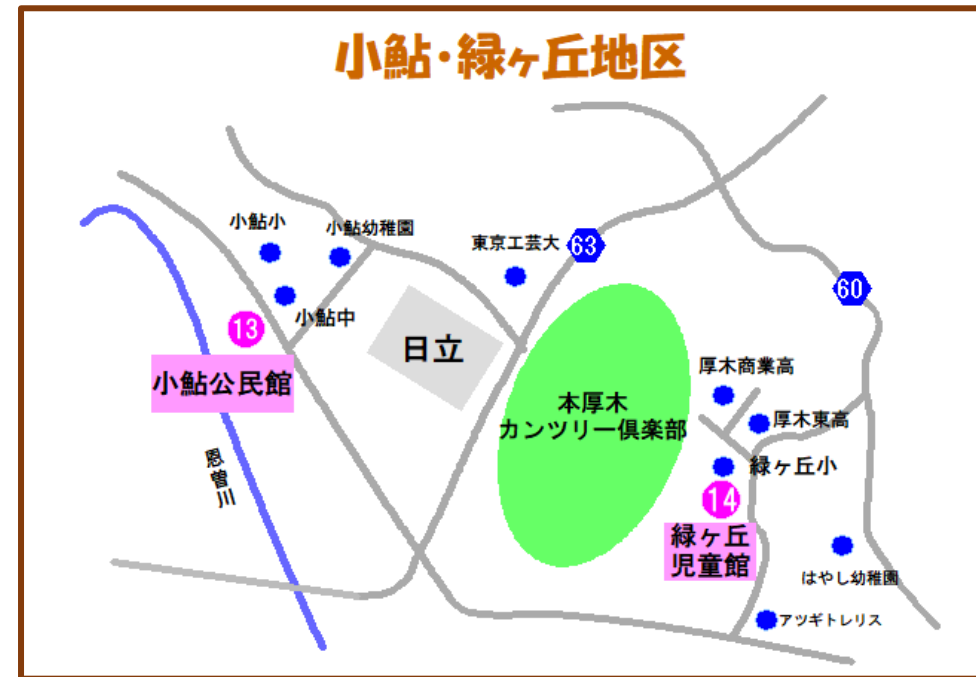 小鮎・緑ヶ丘地区
小鮎小
小鮎幼稚園
東京工芸大
63
60
小鮎中
13
日立
小鮎公民館
厚木商業高
本厚木
カンツリー倶楽部
厚木東高
緑ヶ丘小
恩曽川
14
緑ヶ丘
児童館
はやし幼稚園
アツギトレリス